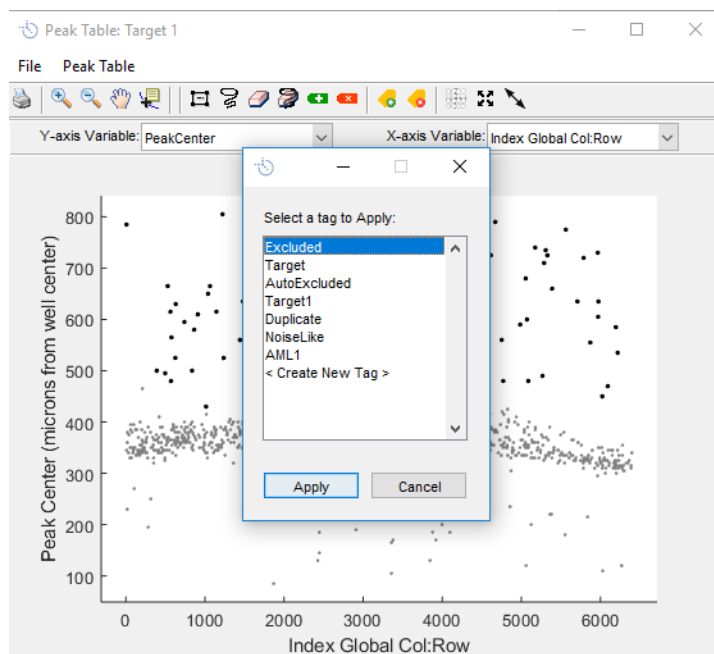 Peak Table: Target 1
File Peak Table
Y-axis Variable: PeakCenter X-axis Variable: Index Global Col:Row
Select a tag to Apply:
Excluded
Target
AutoExcluded
Target1
Duplicate
NoiseLike
AML1
< Create New Tag >
Apply Cancel
Peak Center (microns from well center)
800
700
600
500
400
300
200
100
0 1000 2000 3000 4000 5000 6000
Index Global Col:Row